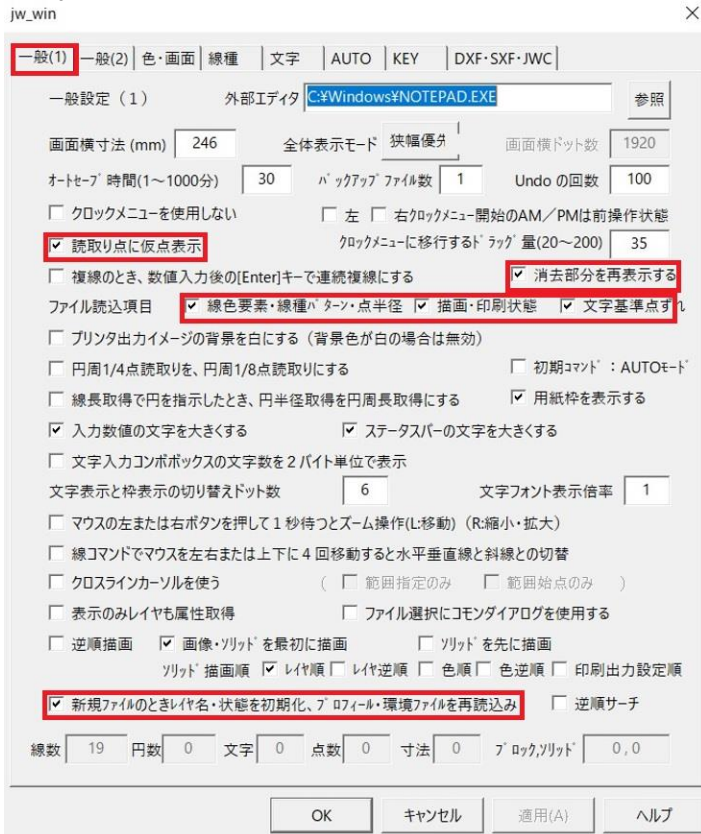 jw_win
一般(1) 一般(2) 色・画面 線種 文字 AUTO KEY DXF・SXF・JWC
一般設定（1） 外部エディタ C:¥Windows¥NOTEPAD.EXE 参照
画面横寸法 (mm) 246 全体表示モード 狭幅優先 画面横ドット数 1920
オートセーブ時間(1～1000分) 30 バックアップファイル数 1 Undo の回数 100
クロックメニューを使用しない 左 右クロックメニュー開始のAM／PMは前操作状態
読取り点に仮点表示 クロックメニューに移行するドラッグ量(20～200) 35
複線のとき、数値入力後の[Enter]キーで連続複線にする 消去部分を再表示する
ファイル読込項目 線色要素・線種パターン・点半径 描画・印刷状態 文字基準点ずれ
プリンタ出力イメージの背景を白にする（背景色が白の場合は無効）
円周1/4点読取りを、円周1/8点読取りにする 初期コマンド：AUTOモード
線長取得で円を指示したとき、円半径取得を円周長取得にする 用紙枠を表示する
入力数値の文字を大きくする ステータスバーの文字を大きくする
文字入力コンボボックスの文字数を２バイト単位で表示
文字表示と枠表示の切り替えドット数 6 文字フォント表示倍率 1
マウスの左または右ボタンを押して１秒待つとズーム操作(L:移動)（R:縮小・拡大）
線コマンドでマウスを左右または上下に４回移動すると水平垂直線と斜線との切替
クロスラインカーソルを使う ( 範囲指定のみ 範囲始点のみ )
表示のみレイヤも属性取得 ファイル選択にコモンダイアログを使用する
逆順描画 画像・ソリッドを最初に描画 ソリッドを先に描画
ソリッド描画順 レイヤ順 レイヤ逆順 色順 色逆順 印刷出力設定順
新規ファイルのときレイヤ名・状態を初期化、プロフィール・環境ファイルを再読込み 逆順サーチ
線数 19 円数 0 文字 0 点数 0 寸法 0 ブロック,ソリッド 0 , 0
OK キャンセル 適用(A) ヘルプ